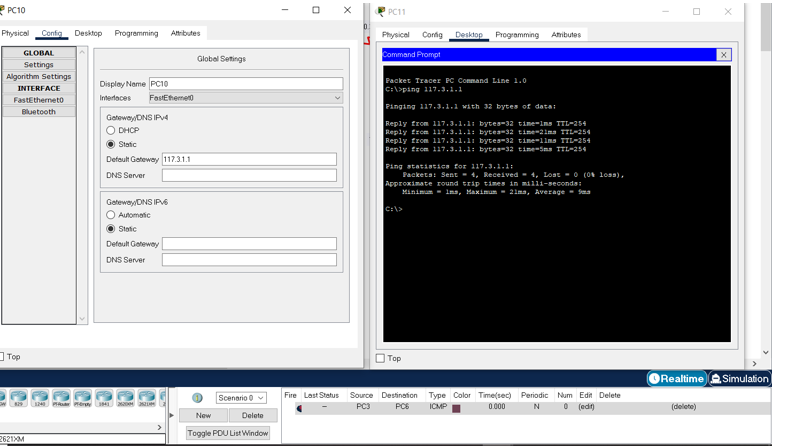 PC10
Physical Config Desktop Programming Attributes
GLOBAL
Settings
Algorithm Settings
INTERFACE
FastEthernet0
Bluetooth
Global Settings
Display Name PC10
Interfaces FastEthernet0
Gateway/DNS IPv4
DHCP
Static
Default Gateway 117.3.1.1
DNS Server
Gateway/DNS IPv6
Automatic
Static
Default Gateway
DNS Server
Top
PC11
Physical Config Desktop Programming Attributes
Command Prompt X
Packet Tracer PC Command Line 1.0
C:\>ping 117.3.1.1
Pinging 117.3.1.1 with 32 bytes of data:
Reply from 117.3.1.1: bytes=32 time=1ms TTL=254
Reply from 117.3.1.1: bytes=32 time=21ms TTL=254
Reply from 117.3.1.1: bytes=32 time=11ms TTL=254
Reply from 117.3.1.1: bytes=32 time=5ms TTL=254
Ping statistics for 117.3.1.1:
Packets: Sent = 4, Received = 4, Lost = 0 (0% loss),
Approximate round trip times in milli-seconds:
Minimum = 1ms, Maximum = 21ms, Average = 9ms
C:\>
Top
Realtime Simulation
829 1240 PT-Router PT-Empty 1841 2620XM 2621XM
2621XM
Scenario 0
New Delete
Toggle PDU List Window
Fire Last Status Source Destination Type Color Time(sec) Periodic Num Edit Delete
-- PC3 PC6 ICMP 0.000 N 0 (edit) (delete)